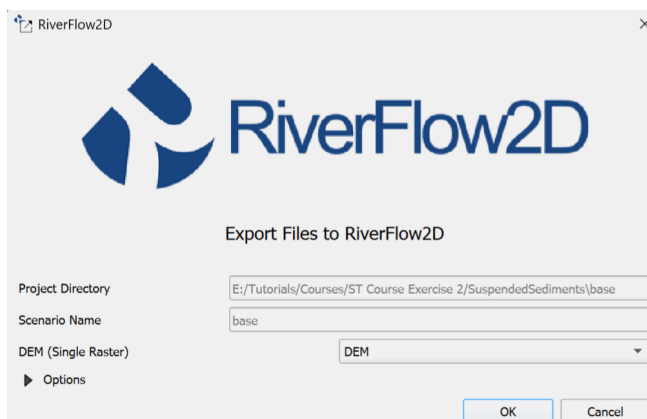 RiverFlow2D
RiverFlow2D
Export Files to RiverFlow2D
Project Directory E:/Tutorials/Courses/ST Course Exercise 2/SuspendedSediments\base
Scenario Name base
DEM (Single Raster) DEM
Options
OK Cancel